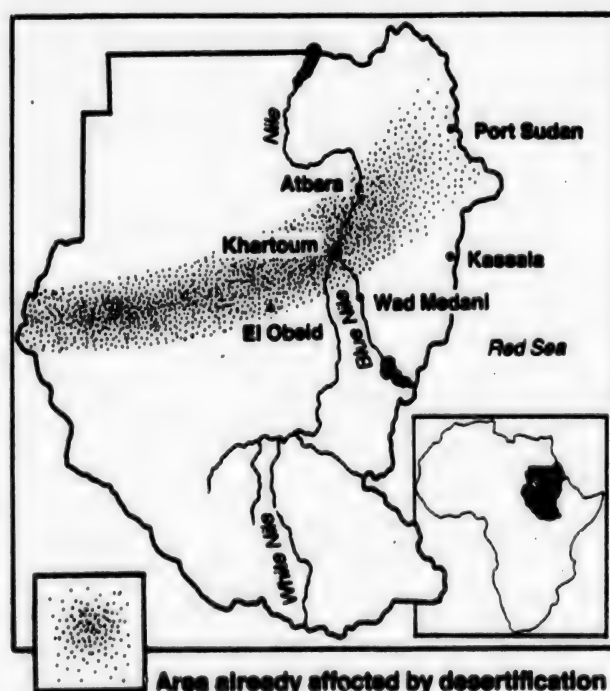 Nile
Port Sudan
Atbara
Khartoum
Kassala
Wad Medani
El Obeid
Blue Nile
Red Sea
White Nile
Area already affected by desertification